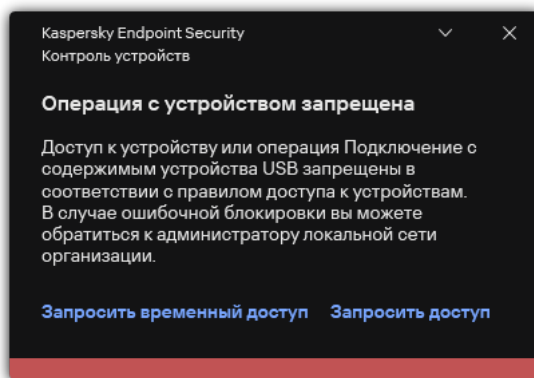 Kaspersky Endpoint Security
Контроль устройств
Операция с устройством запрещена
Доступ к устройству или операция Подключение с
содержимым устройства USB запрещены в
соответствии с правилом доступа к устройствам.
В случае ошибочной блокировки вы можете
обратиться к администратору локальной сети
организации.
Запросить временный доступ Запросить доступ